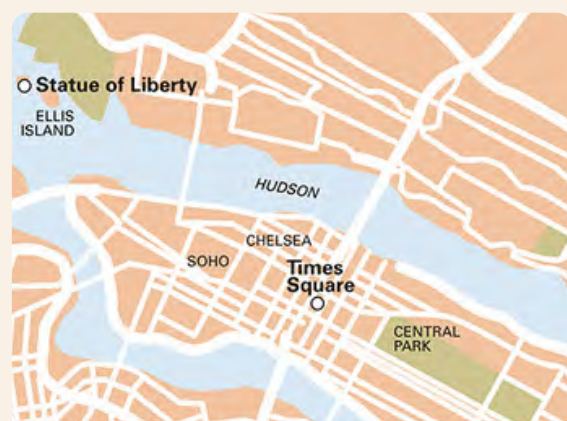 Statue of Liberty
ELLIS
ISLAND
HUDSON
CHELSEA
SOHO
Times
Square
CENTRAL
PARK